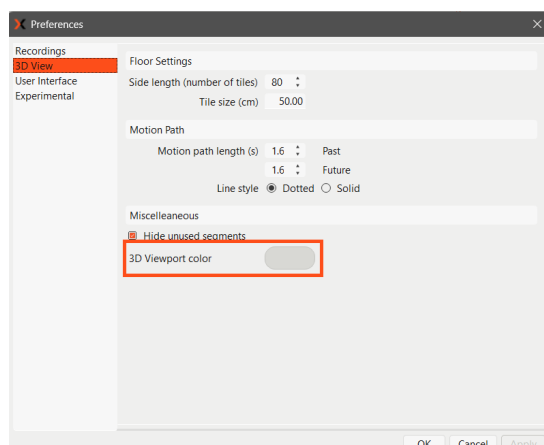 Preferences
Recordings
3D View
User Interface
Experimental
Floor Settings
Side length (number of tiles) 80
Tile size (cm) 50.00
Motion Path
Motion path length (s) 1.6 Past
1.6 Future
Line style Dotted Solid
Miscelleaneous
Hide unused segments
3D Viewport color
OK Cancel Apply